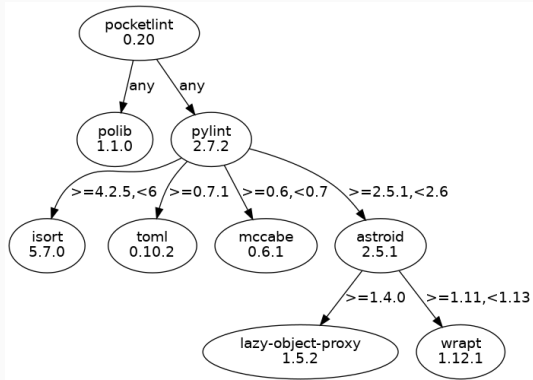 pocketlint
0.20
any
any
polib
1.1.0
pylint
2.7.2
>=4.2.5,<6
>=0.7.1
>=0.6,<0.7
>=2.5.1,<2.6
isort
5.7.0
toml
0.10.2
mccabe
0.6.1
astroid
2.5.1
>=1.4.0
>=1.11,<1.13
lazy-object-proxy
1.5.2
wrapt
1.12.1